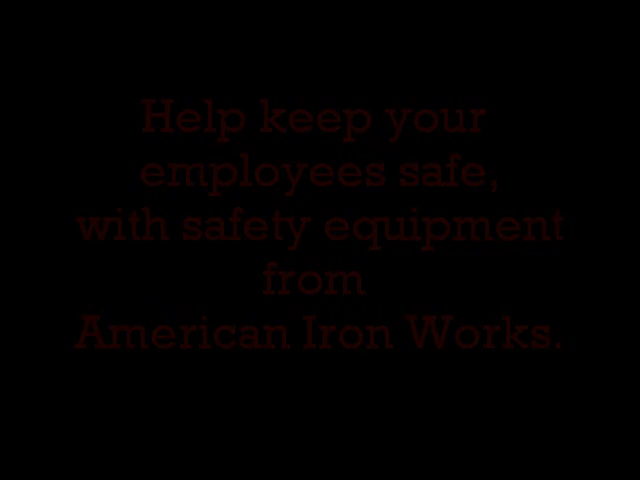 Help keep your
employees safe,
with safety equipment
from
American Iron Works.